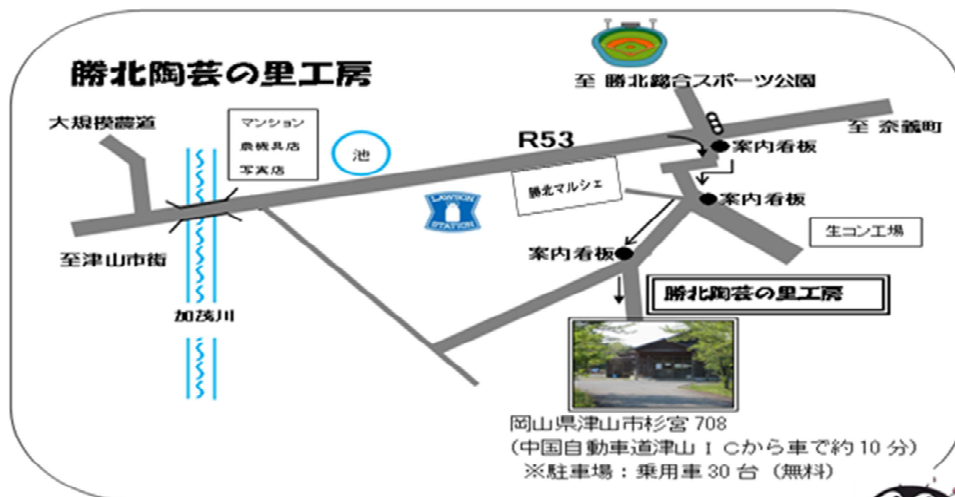 勝北陶芸の里工房
至 勝北総合スポーツ公園
大規模農道
マンション
農機具店
写実店
池
R53
至 奈義町
案内看板
勝北マルシェ
LAWSON
STATION
案内看板
生コン工場
至津山市街
案内看板
勝北陶芸の里工房
加茂川
岡山県津山市杉宮 708
(中国自動車道津山 I Cから車で約 10 分)
※駐車場：乗用車 30 台 (無料)